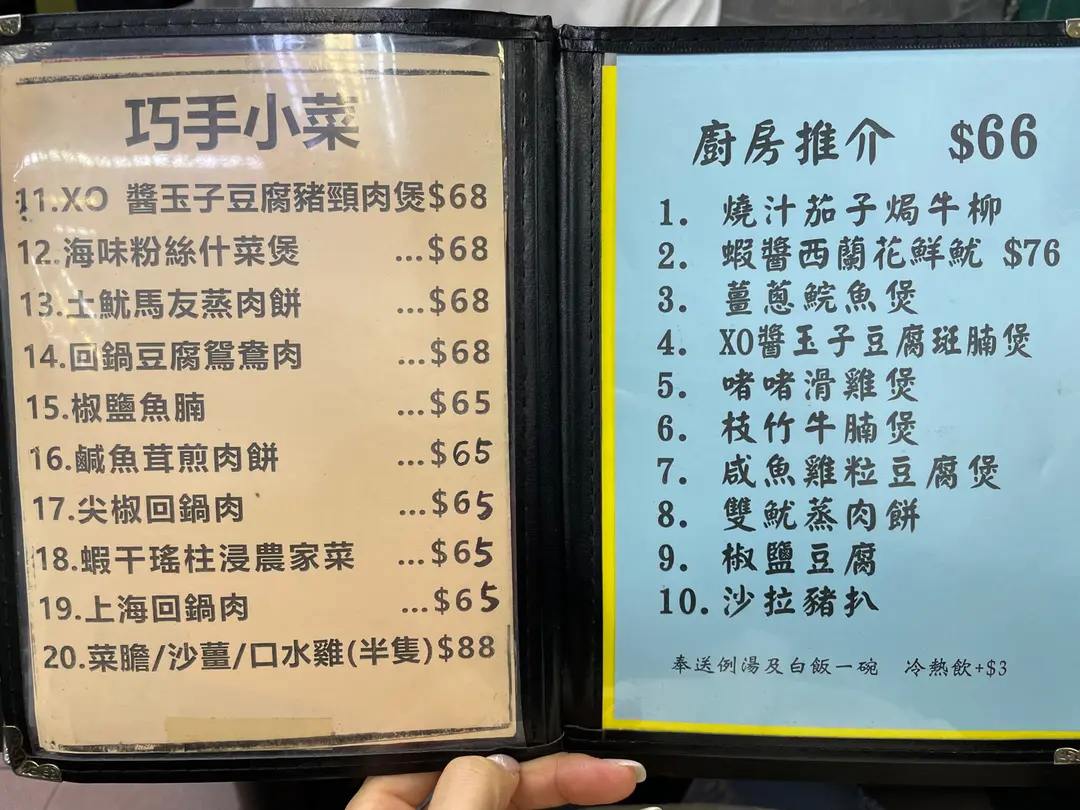 巧手小菜
11.XO 醬玉子豆腐豬頸肉煲$68
12.海味粉絲什菜煲 ...$68
13.土魷馬友蒸肉餅 ...$68
14.回鍋豆腐鴛鴦肉 ...$68
15.椒鹽魚腩 ...$65
16.鹹魚茸煎肉餅 ...$65
17.尖椒回鍋肉 ...$65
18.蝦干瑤柱浸農家菜 ...$65
19.上海回鍋肉 ...$65
20.菜膽/沙薑/口水雞(半隻)$88
廚房推介 $66
1. 燒汁茄子焗牛柳
2. 蝦醬西蘭花鮮魷 $76
3. 薑蔥鯇魚煲
4. XO醬玉子豆腐斑腩煲
5. 啫啫滑雞煲
6. 枝竹牛腩煲
7. 咸魚雞粒豆腐煲
8. 雙魷蒸肉餅
9. 椒鹽豆腐
10. 沙拉豬扒
奉送例湯及白飯一碗 冷熱飲+$3